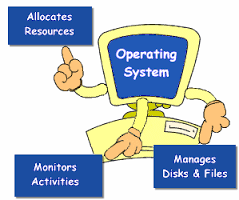 Allocates
Resources
Operating
System
Monitors
Activities
Manages
Disks & Files